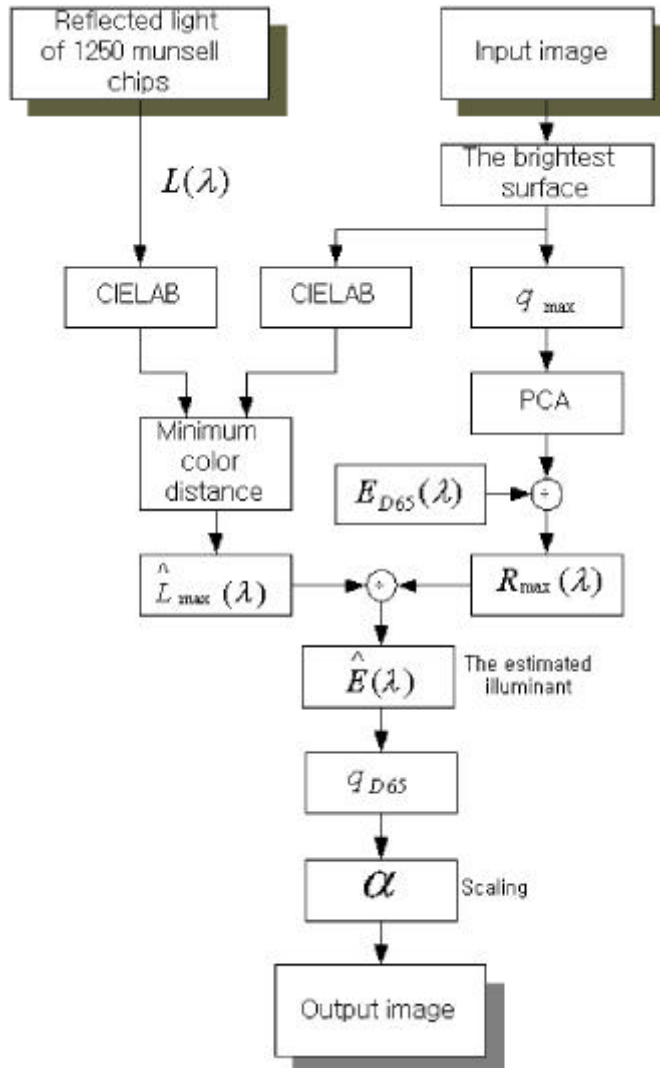 Reflected light
of 1250 munsell
chips
Input image
The brightest
surface
L(λ)
CIELAB
CIELAB
q max
PCA
Minimum
color
distance
E D65 (λ)
÷
L̂ max (λ)
÷
R max (λ)
Ê(λ)
The estimated
illuminant
q D65
α
Scaling
Output image